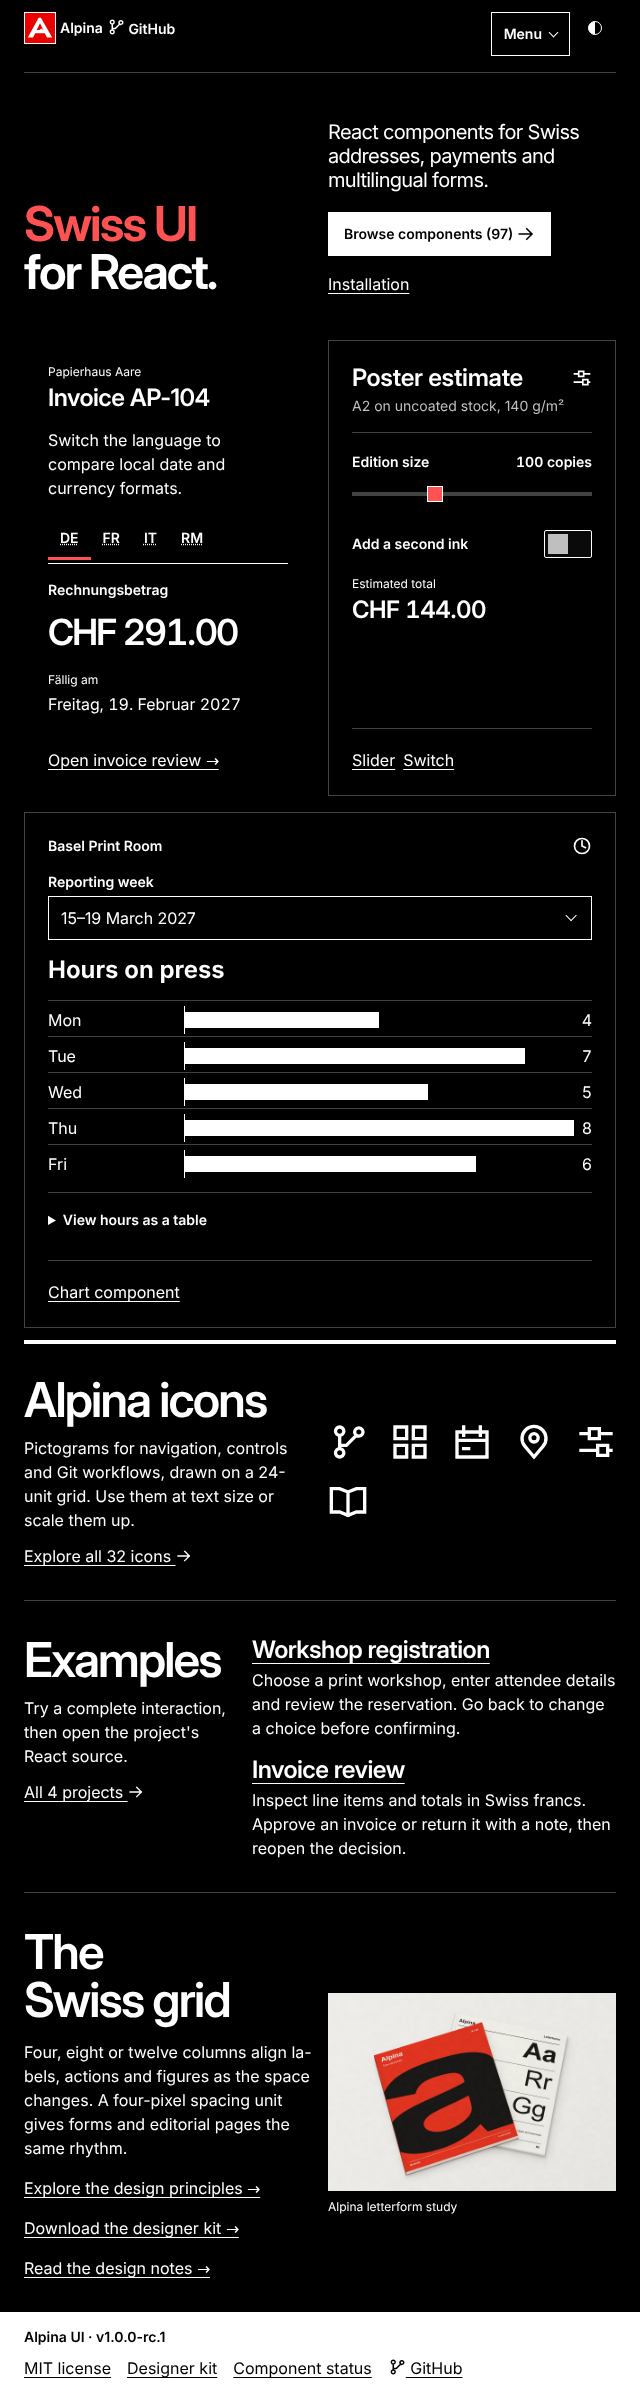 A Alpina GitHub
Menu
React components for Swiss
addresses, payments and
multilingual forms.
Swiss UI
for React.
Browse components (97) →
Installation
Papierhaus Aare
Invoice AP-104
Switch the language to
compare local date and
currency formats.
DE FR IT RM
Rechnungsbetrag
CHF 291.00
Fällig am
Freitag, 19. Februar 2027
Open invoice review →
Poster estimate
A2 on uncoated stock, 140 g/m²
Edition size 100 copies
Add a second ink
Estimated total
CHF 144.00
Slider Switch
Basel Print Room
Reporting week
15–19 March 2027
Hours on press
Mon 4
Tue 7
Wed 5
Thu 8
Fri 6
View hours as a table
Chart component
Alpina icons
Pictograms for navigation, controls
and Git workflows, drawn on a 24-
unit grid. Use them at text size or
scale them up.
Explore all 32 icons →
Examples
Try a complete interaction,
then open the project's
React source.
All 4 projects →
Workshop registration
Choose a print workshop, enter attendee details
and review the reservation. Go back to change
a choice before confirming.
Invoice review
Inspect line items and totals in Swiss francs.
Approve an invoice or return it with a note, then
reopen the decision.
The
Swiss grid
Four, eight or twelve columns align la-
bels, actions and figures as the space
changes. A four-pixel spacing unit
gives forms and editorial pages the
same rhythm.
Explore the design principles →
Download the designer kit →
Read the design notes →
Alpina
a
Alpina
Aa
Rr
Gg
Alpina letterform study
Alpina UI · v1.0.0-rc.1
MIT license Designer kit Component status GitHub